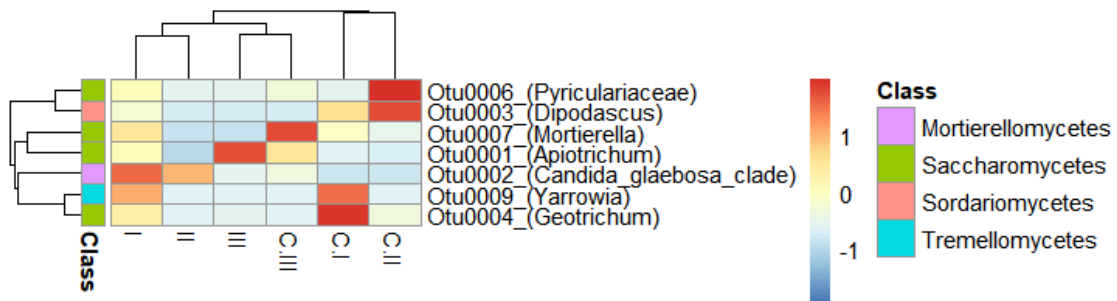 Otu0006_(Pyriculariaceae)
Otu0003_(Dipodascus)
Otu0007_(Mortierella)
Otu0001_(Apiotrichum)
Otu0002_(Candida_glaebosa_clade)
Otu0009_(Yarrowia)
Otu0004_(Geotrichum)
Class
I
II
III
C.III
C.I
C.II
1
0
-1
Class
Mortierellomycetes
Saccharomycetes
Sordariomycetes
Tremellomycetes